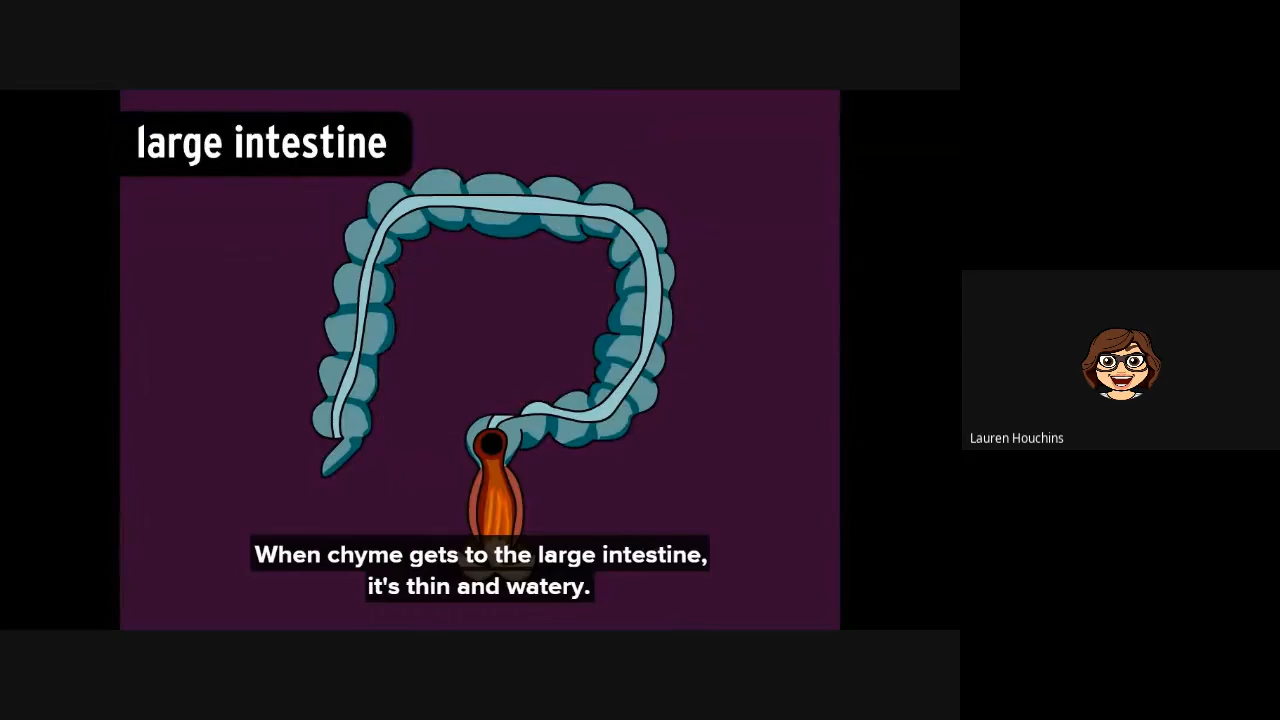 large intestine
When chyme gets to the large intestine,
it's thin and watery.
Lauren Houchins